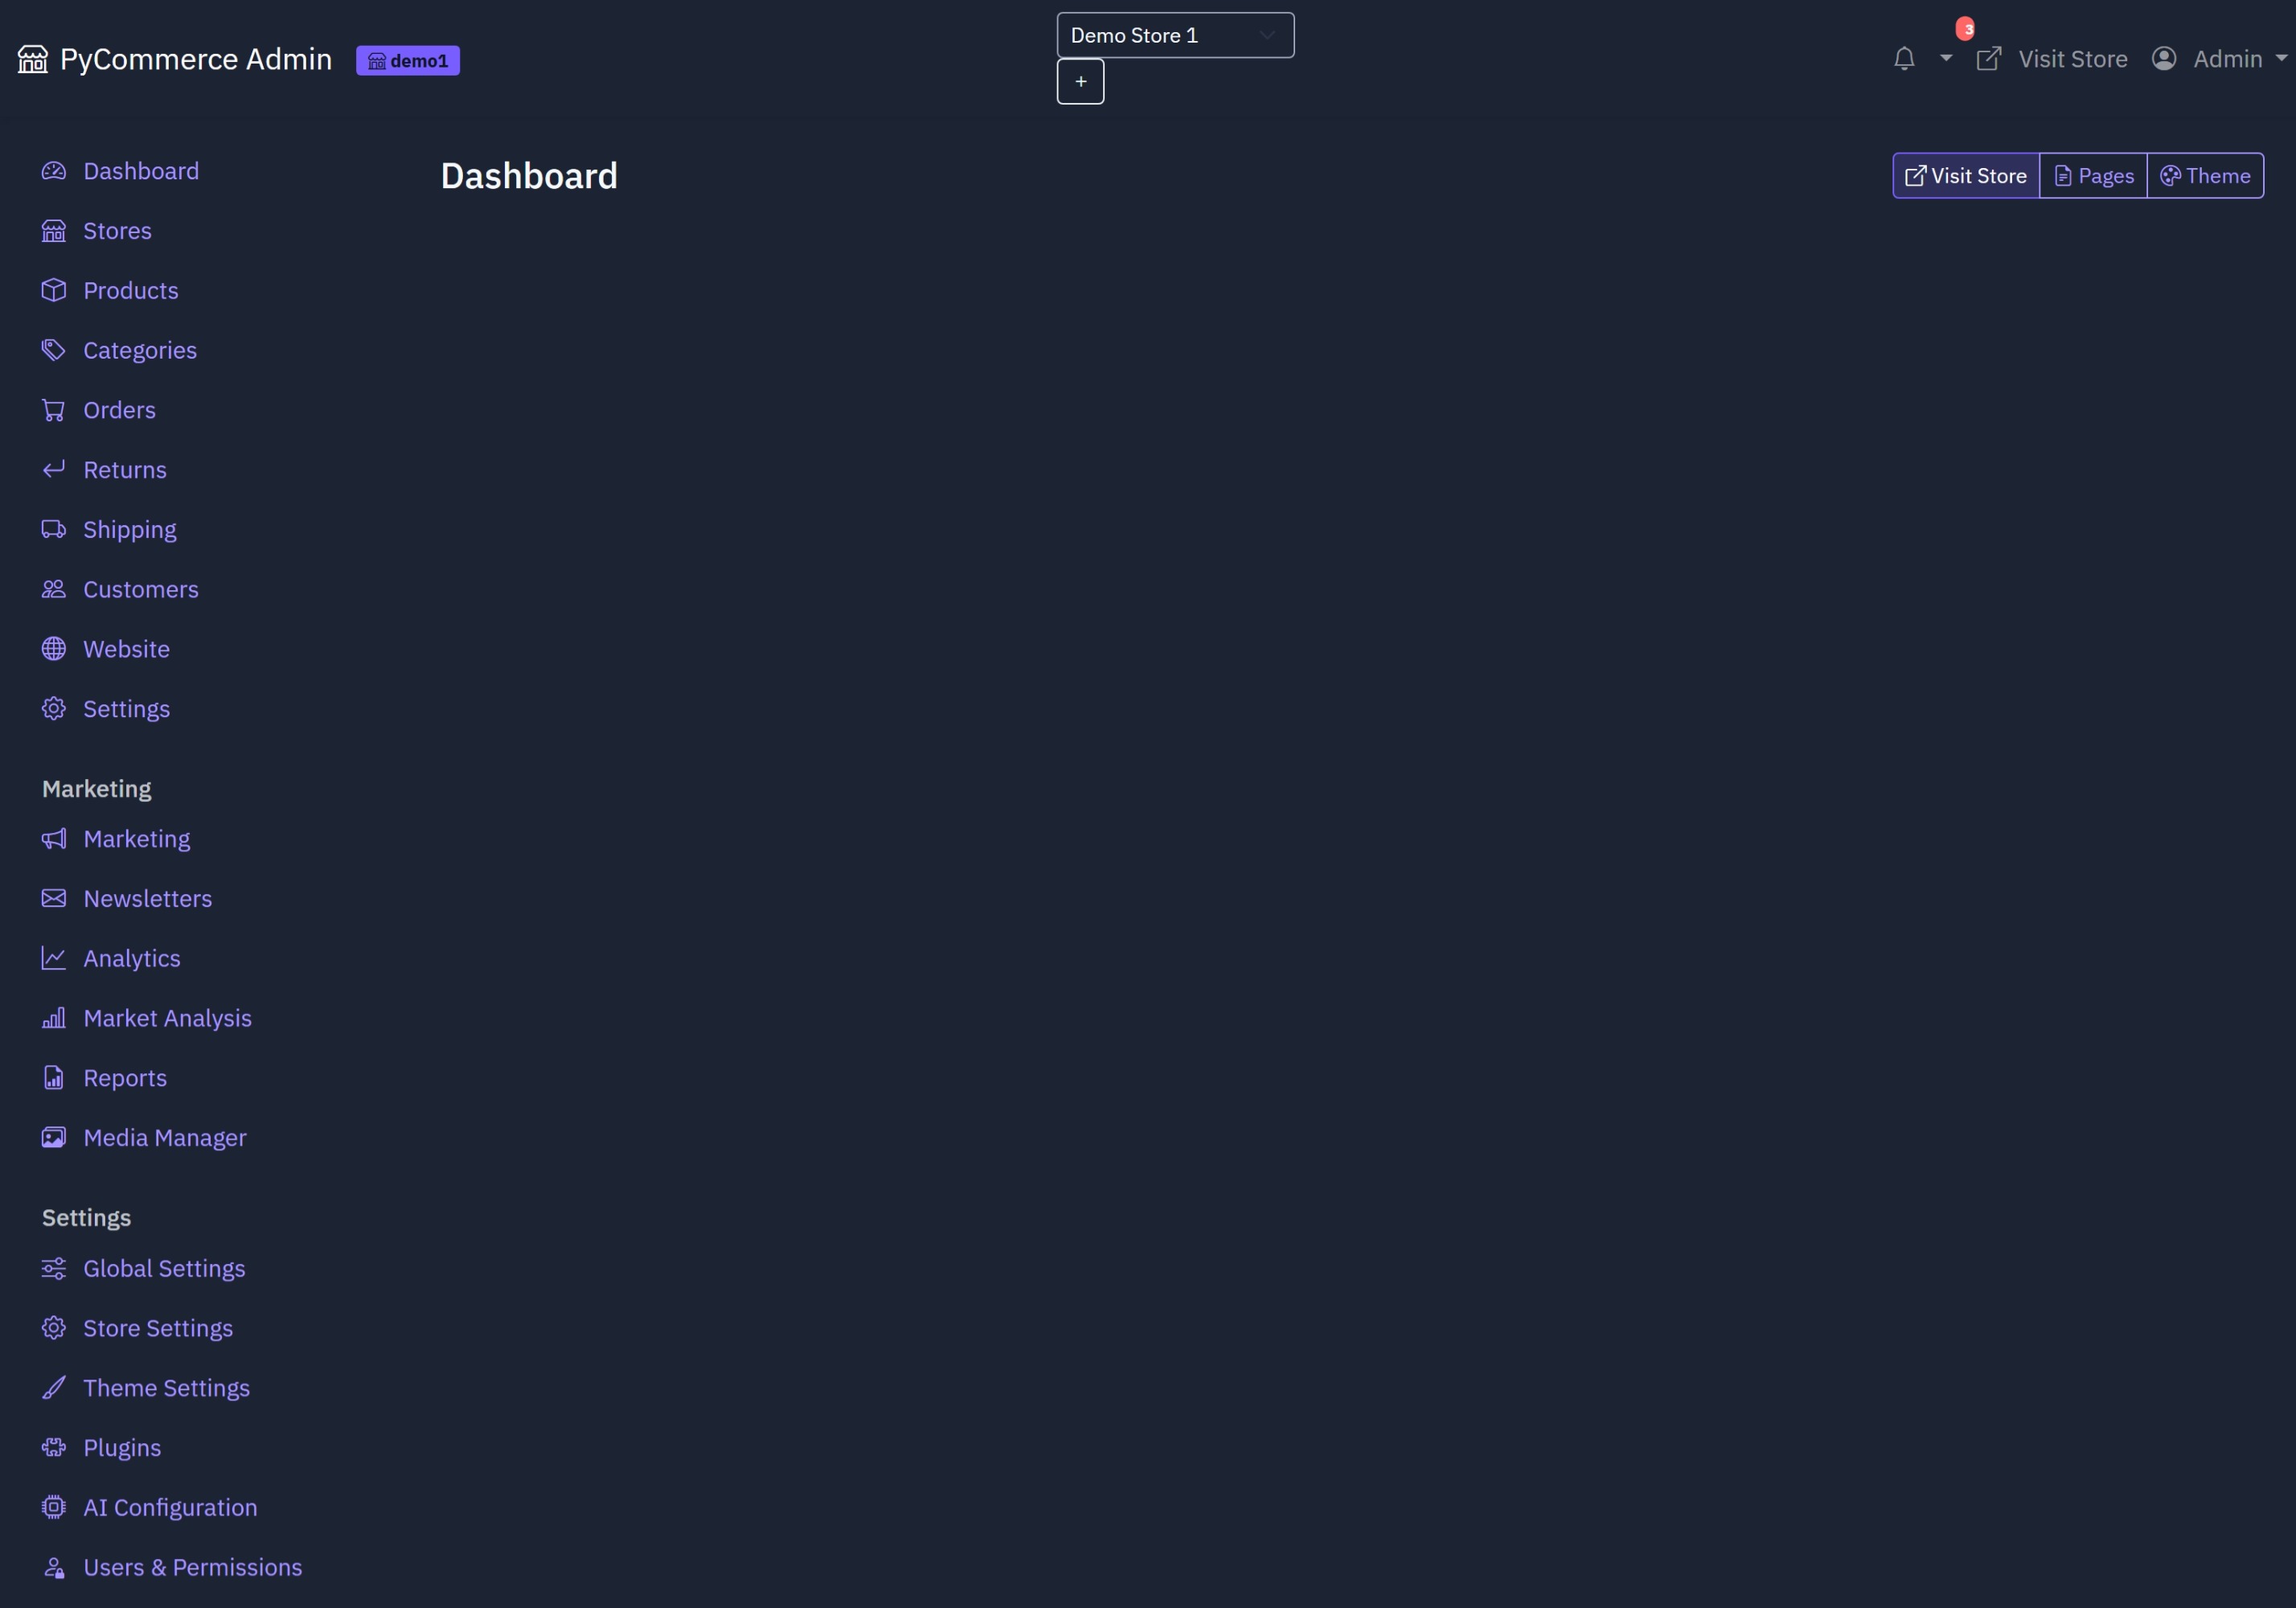 PyCommerce Admin
demo1
Demo Store 1
+
3
Visit Store
Admin
Dashboard
Stores
Products
Categories
Orders
Returns
Shipping
Customers
Website
Settings
Marketing
Marketing
Newsletters
Analytics
Market Analysis
Reports
Media Manager
Settings
Global Settings
Store Settings
Theme Settings
Plugins
AI Configuration
Users & Permissions
Dashboard
Visit Store
Pages
Theme